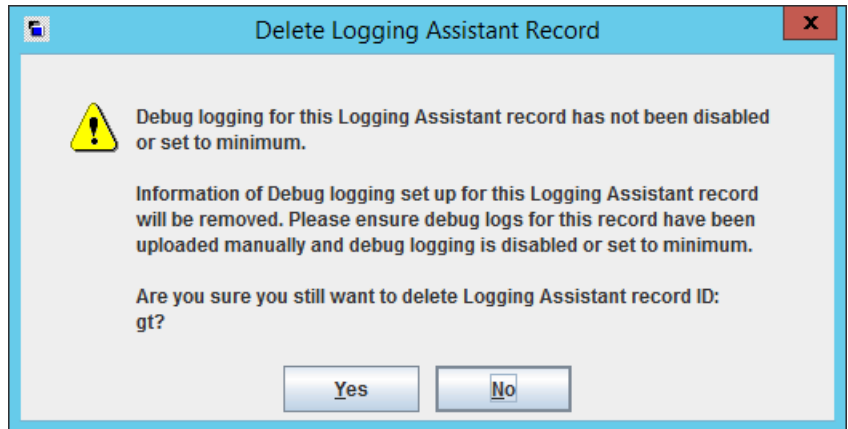 Delete Logging Assistant Record
x
Debug logging for this Logging Assistant record has not been disabled
or set to minimum.
Information of Debug logging set up for this Logging Assistant record
will be removed. Please ensure debug logs for this record have been
uploaded manually and debug logging is disabled or set to minimum.
Are you sure you still want to delete Logging Assistant record ID:
gt?
Yes
No